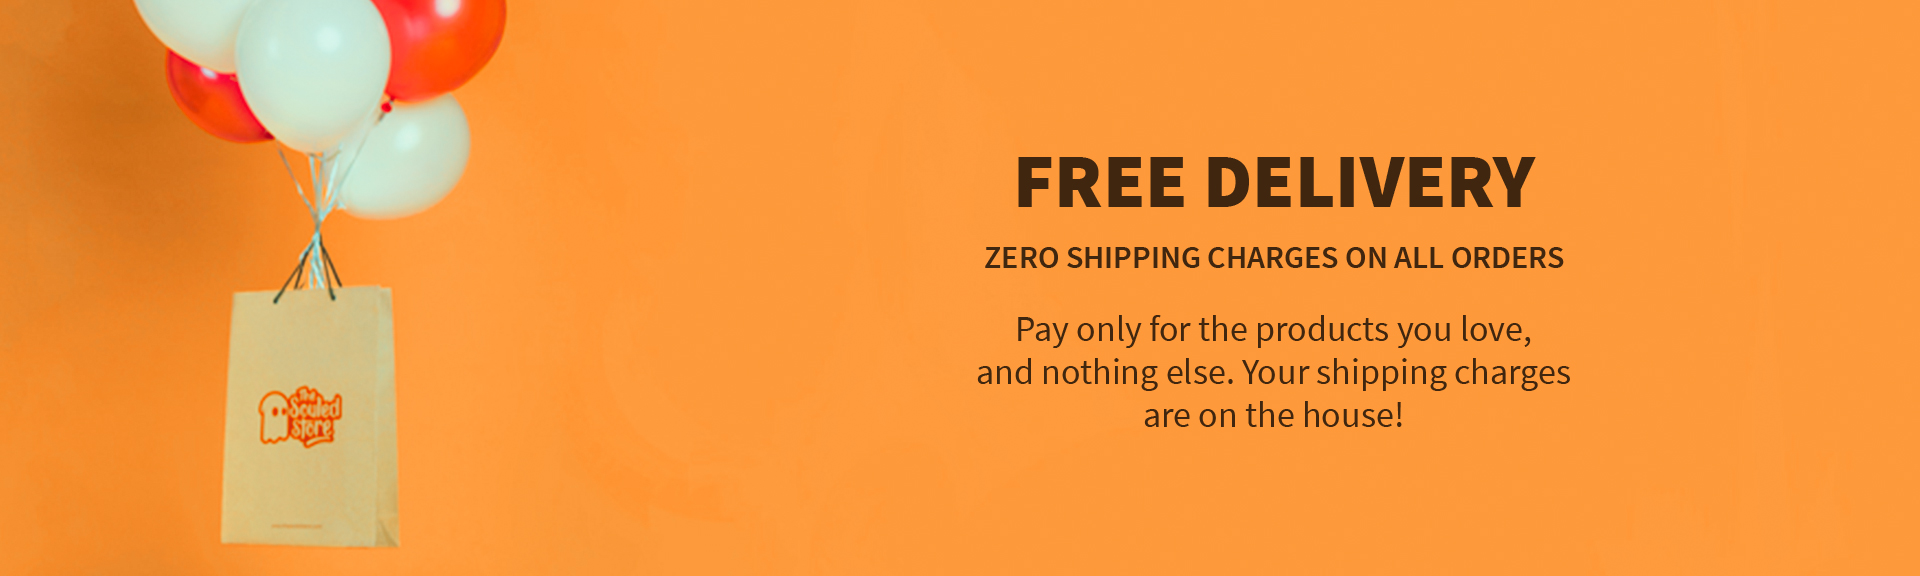 The
Souled
Store
FREE DELIVERY
ZERO SHIPPING CHARGES ON ALL ORDERS
Pay only for the products you love,
and nothing else. Your shipping charges
are on the house!